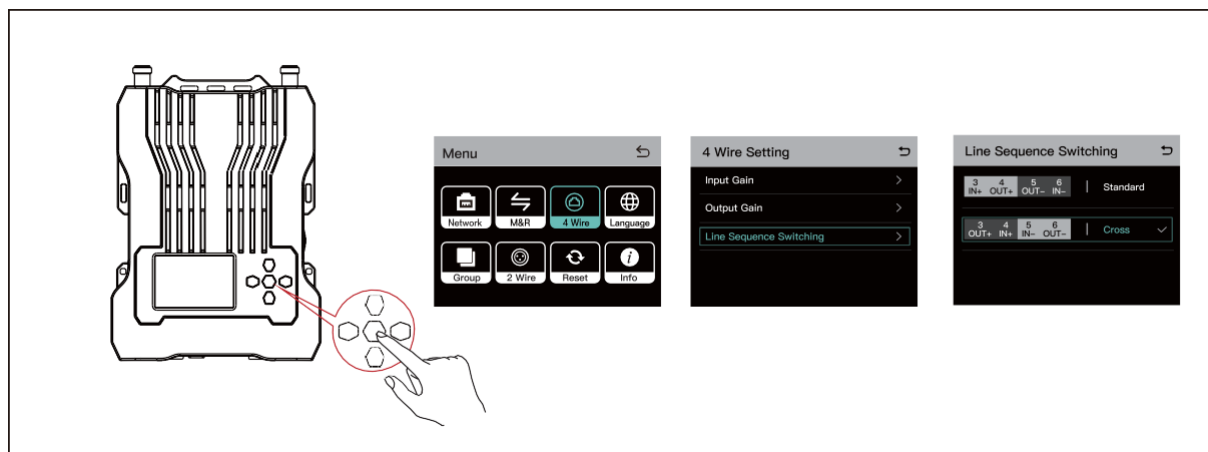 Menu
Network M&R 4 Wire Language
Group 2 Wire Reset Info
4 Wire Setting
Input Gain
Output Gain
Line Sequence Switching
Line Sequence Switching
3 4 5 6
IN+ OUT+ OUT- IN-
Standard
3 4 5 6
OUT+ IN+ IN- OUT-
Cross